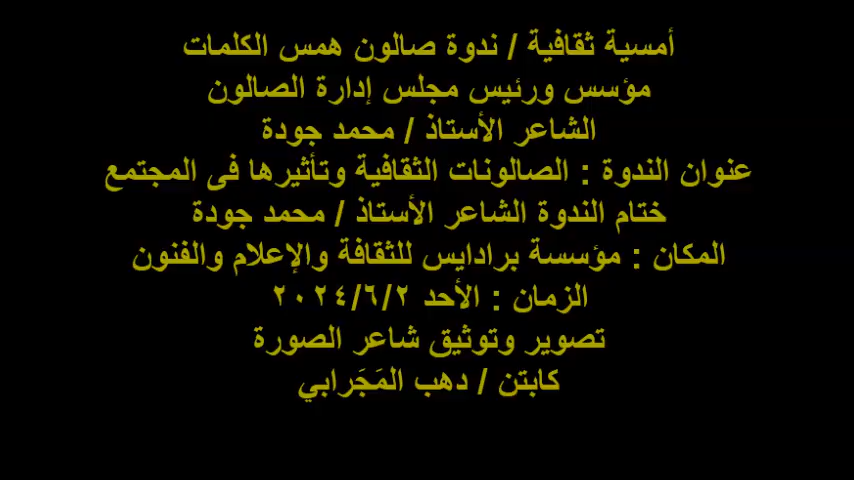 أمسية ثقافية / ندوة صالون همس الكلمات
مؤسس ورئيس مجلس إدارة الصالون
الشاعر الأستاذ / محمد جودة
عنوان الندوة : الصالونات الثقافية وتأثيرها فى المجتمع
ختام الندوة الشاعر الأستاذ / محمد جودة
المكان : مؤسسة برادايس للثقافة والإعلام والفنون
الزمان : الأحد ٢٠٢٤/٦/٢
تصوير وتوثيق شاعر الصورة
كابتن / دهب المَجَرابي